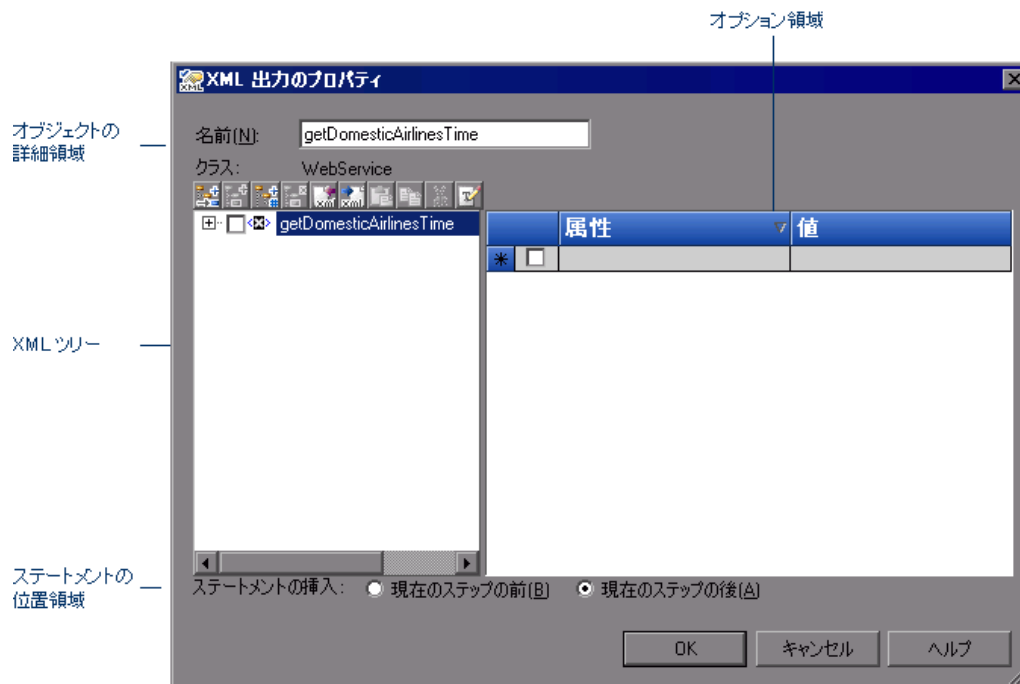 オプション領域
XML 出力のプロパティ
オブジェクトの
詳細領域
名前(N): getDomesticAirlinesTime
クラス: WebService
getDomesticAirlinesTime
属性 値
XML ツリー
ステートメントの
位置領域
ステートメントの挿入: 現在のステップの前(B) 現在のステップの後(A)
OK キャンセル ヘルプ